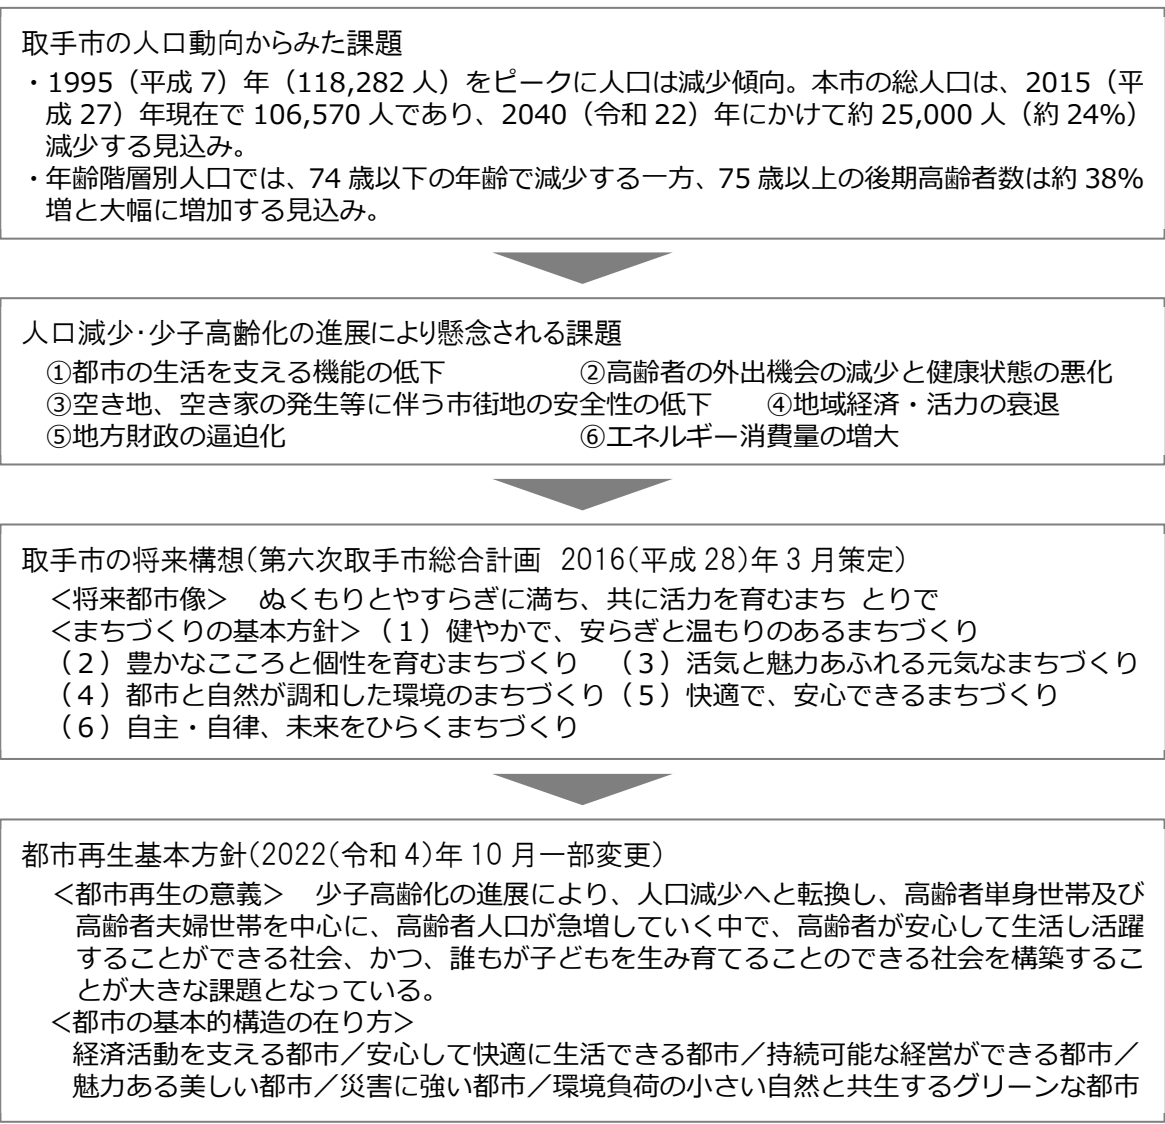 取手市の人口動向からみた課題
・1995（平成 7）年（118,282 人）をピークに人口は減少傾向。本市の総人口は、2015（平
成 27）年現在で 106,570 人であり、2040（令和 22）年にかけて約 25,000 人（約 24%）
減少する見込み。
・年齢階層別人口では、74 歳以下の年齢で減少する一方、75 歳以上の後期高齢者数は約 38%
増と大幅に増加する見込み。
人口減少・少子高齢化の進展により懸念される課題
①都市の生活を支える機能の低下　②高齢者の外出機会の減少と健康状態の悪化
③空き地、空き家の発生等に伴う市街地の安全性の低下　④地域経済・活力の衰退
⑤地方財政の逼迫化　⑥エネルギー消費量の増大
取手市の将来構想（第六次取手市総合計画　2016（平成 28）年 3 月策定）
＜将来都市像＞　ぬくもりとやすらぎに満ち、共に活力を育むまち とりで
＜まちづくりの基本方針＞（１）健やかで、安らぎと温もりのあるまちづくり
（２）豊かなこころと個性を育むまちづくり　（３）活気と魅力あふれる元気なまちづくり
（４）都市と自然が調和した環境のまちづくり（５）快適で、安心できるまちづくり
（６）自主・自律、未来をひらくまちづくり
都市再生基本方針（2022（令和 4）年 10 月一部変更）
＜都市再生の意義＞　少子高齢化の進展により、人口減少へと転換し、高齢者単身世帯及び
高齢者夫婦世帯を中心に、高齢者人口が急増していく中で、高齢者が安心して生活し活躍
することができる社会、かつ、誰もが子どもを生み育てることのできる社会を構築するこ
とが大きな課題となっている。
＜都市の基本的構造の在り方＞
経済活動を支える都市／安心して快適に生活できる都市／持続可能な経営ができる都市／
魅力ある美しい都市／災害に強い都市／環境負荷の小さい自然と共生するグリーンな都市